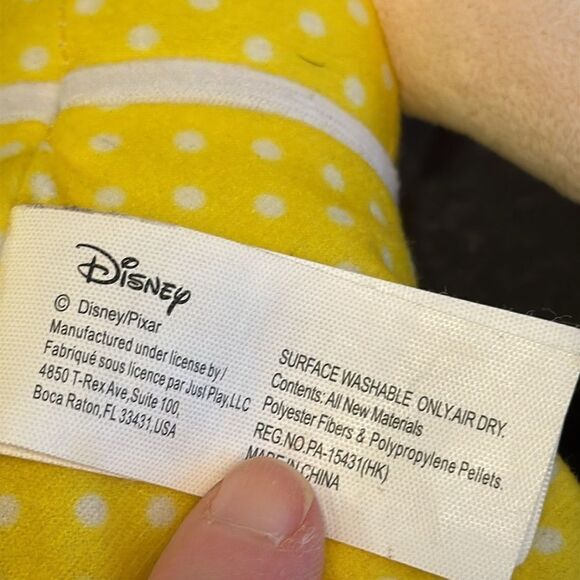 Disney
© Disney/Pixar
Manufactured under license by /
Fabriqué sous licence par Just Play,LLC
4850 T-Rex Ave,Suite 100,
Boca Raton,FL 33431,USA
SURFACE WASHABLE ONLY.AIR DRY.
Contents: All New Materials
Polyester Fibers & Polypropylene Pellets.
REG.NO.PA-15431(HK)
MADE IN CHINA